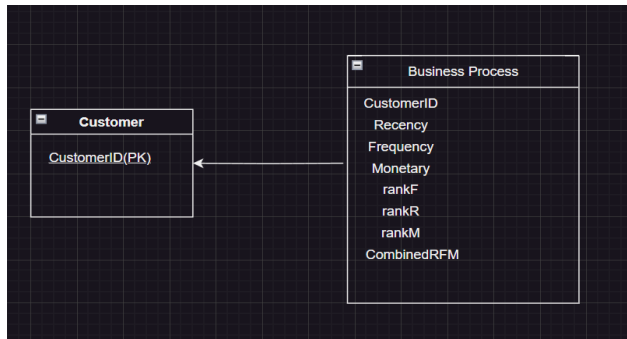 Customer
CustomerID(PK)
Business Process
CustomerID
Recency
Frequency
Monetary
rankF
rankR
rankM
CombinedRFM